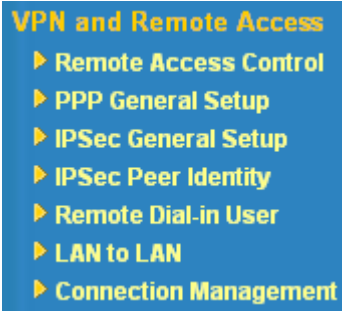 VPN and Remote Access
Remote Access Control
PPP General Setup
IPSec General Setup
IPSec Peer Identity
Remote Dial-in User
LAN to LAN
Connection Management